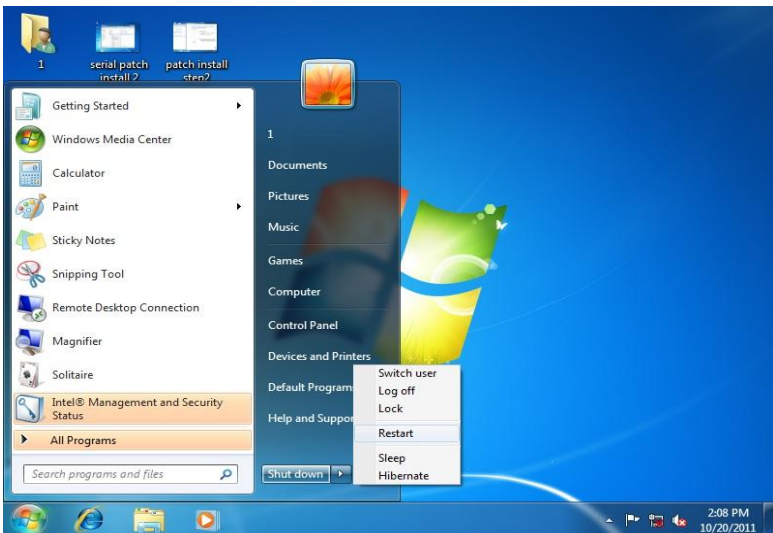 1
serial patch
install 2
patch install
step2
Getting Started
Windows Media Center
Calculator
Paint
Sticky Notes
Snipping Tool
Remote Desktop Connection
Magnifier
Solitaire
Intel® Management and Security
Status
All Programs
Search programs and files
1
Documents
Pictures
Music
Games
Computer
Control Panel
Devices and Printers
Default Program
Help and Suppor
Shut down
Switch user
Log off
Lock
Restart
Sleep
Hibernate
2:08 PM
10/20/2011